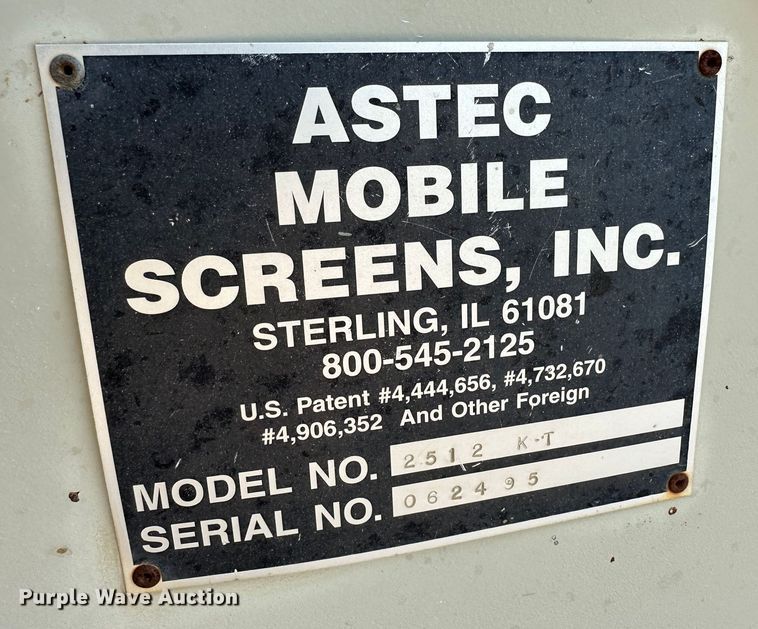 ASTEC
MOBILE
SCREENS, INC.
STERLING, IL 61081
800-545-2125
U.S. Patent #4,444,656, #4,732,670
#4,906,352 And Other Foreign
MODEL NO. 2512 K-T
SERIAL NO. 062495
Purple Wave Auction